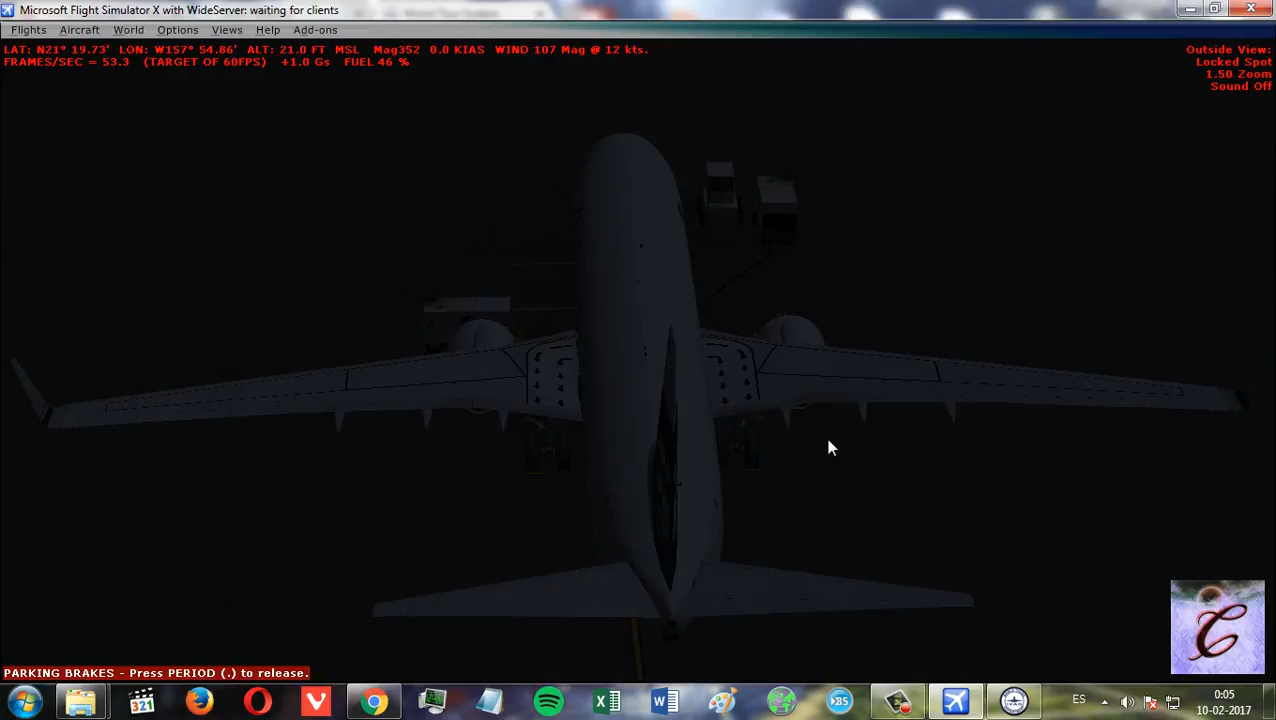 Microsoft Flight Simulator X with WideServer: waiting for clients
Flights Aircraft World Options Views Help Add-ons
LAT: N21° 19.73' LON: W157° 54.86' ALT: 21.0 FT MSL Mag352 0.0 KIAS WIND 107 Mag @ 12 kts.
FRAMES/SEC = 53.3 (TARGET OF 60FPS) +1.0 Gs FUEL 46 %
Outside View:
Locked Spot
1.50 Zoom
Sound Off
PARKING BRAKES - Press PERIOD (.) to release.
321
ES
0:05
10-02-2017